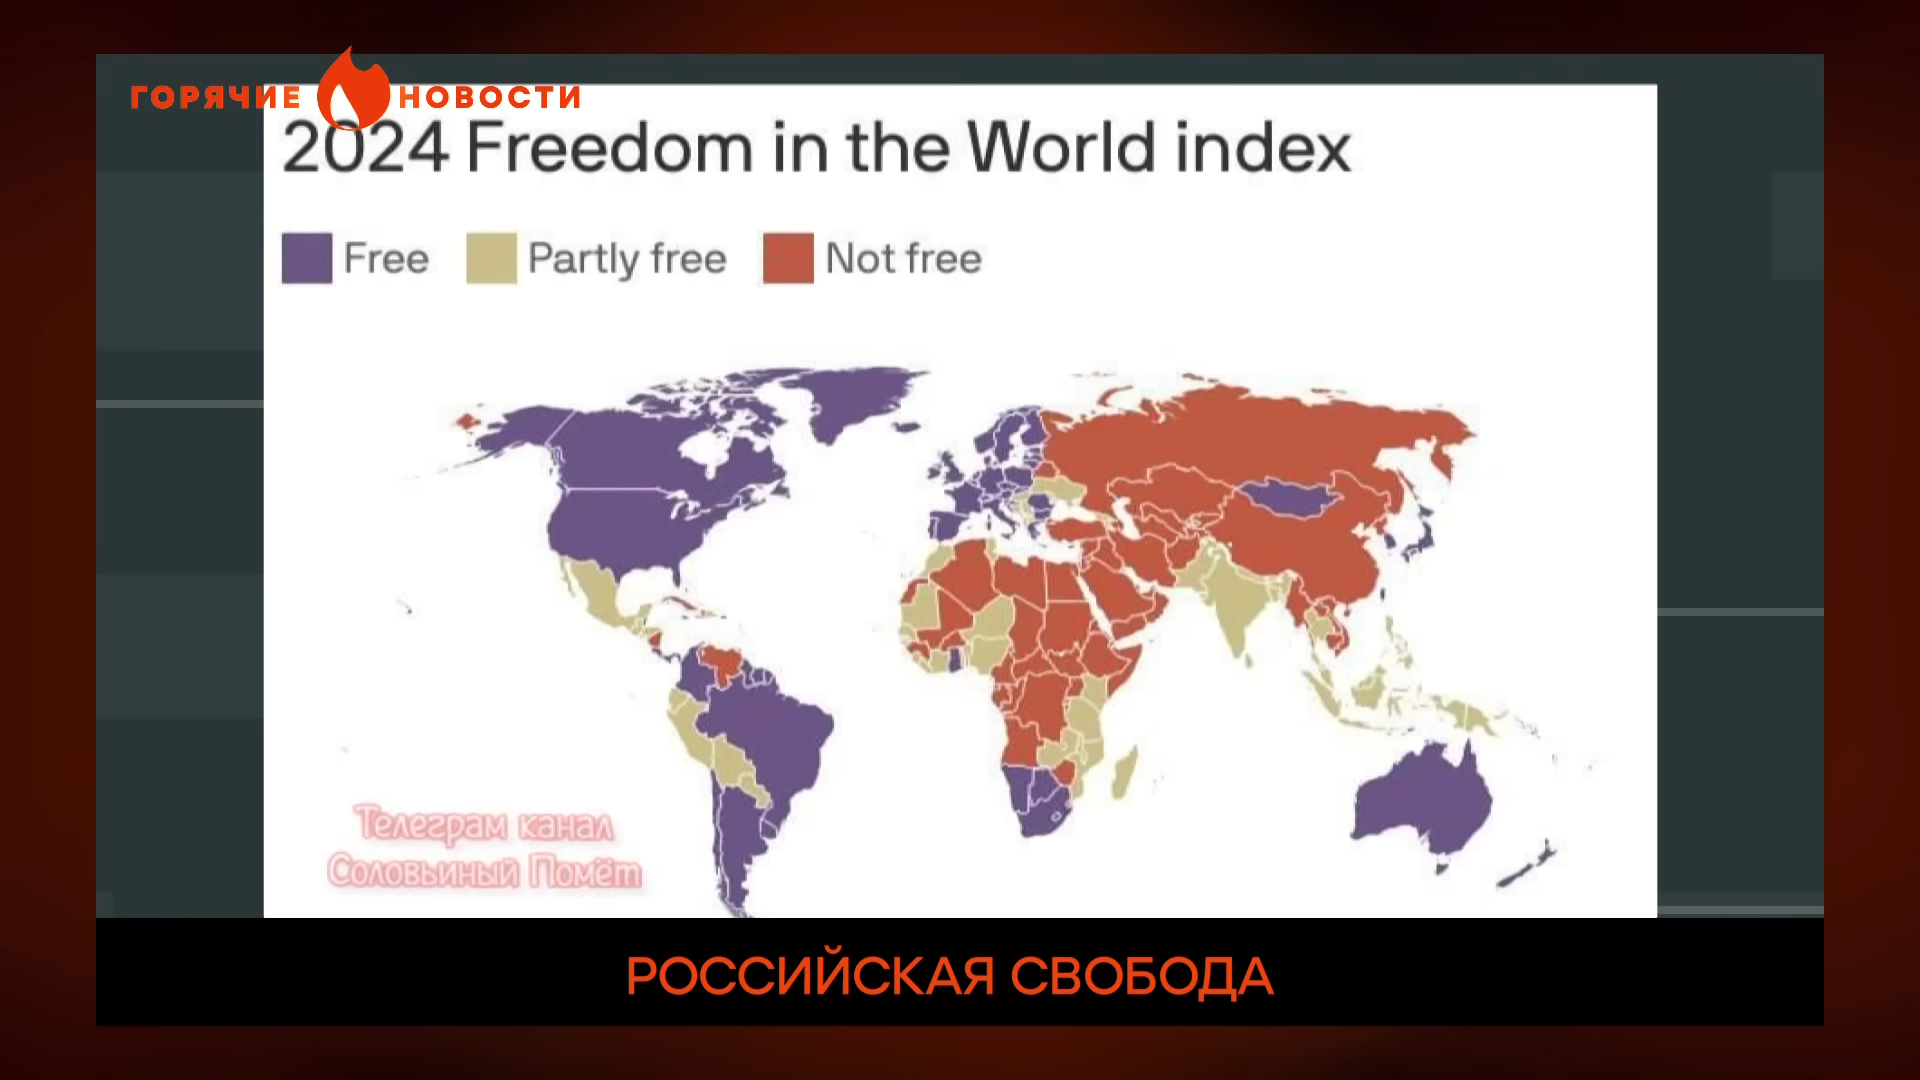 ГОРЯЧИЕ НОВОСТИ
2024 Freedom in the World index
Free Partly free Not free
Телеграм канал
Соловьиный Помёт
РОССИЙСКАЯ СВОБОДА